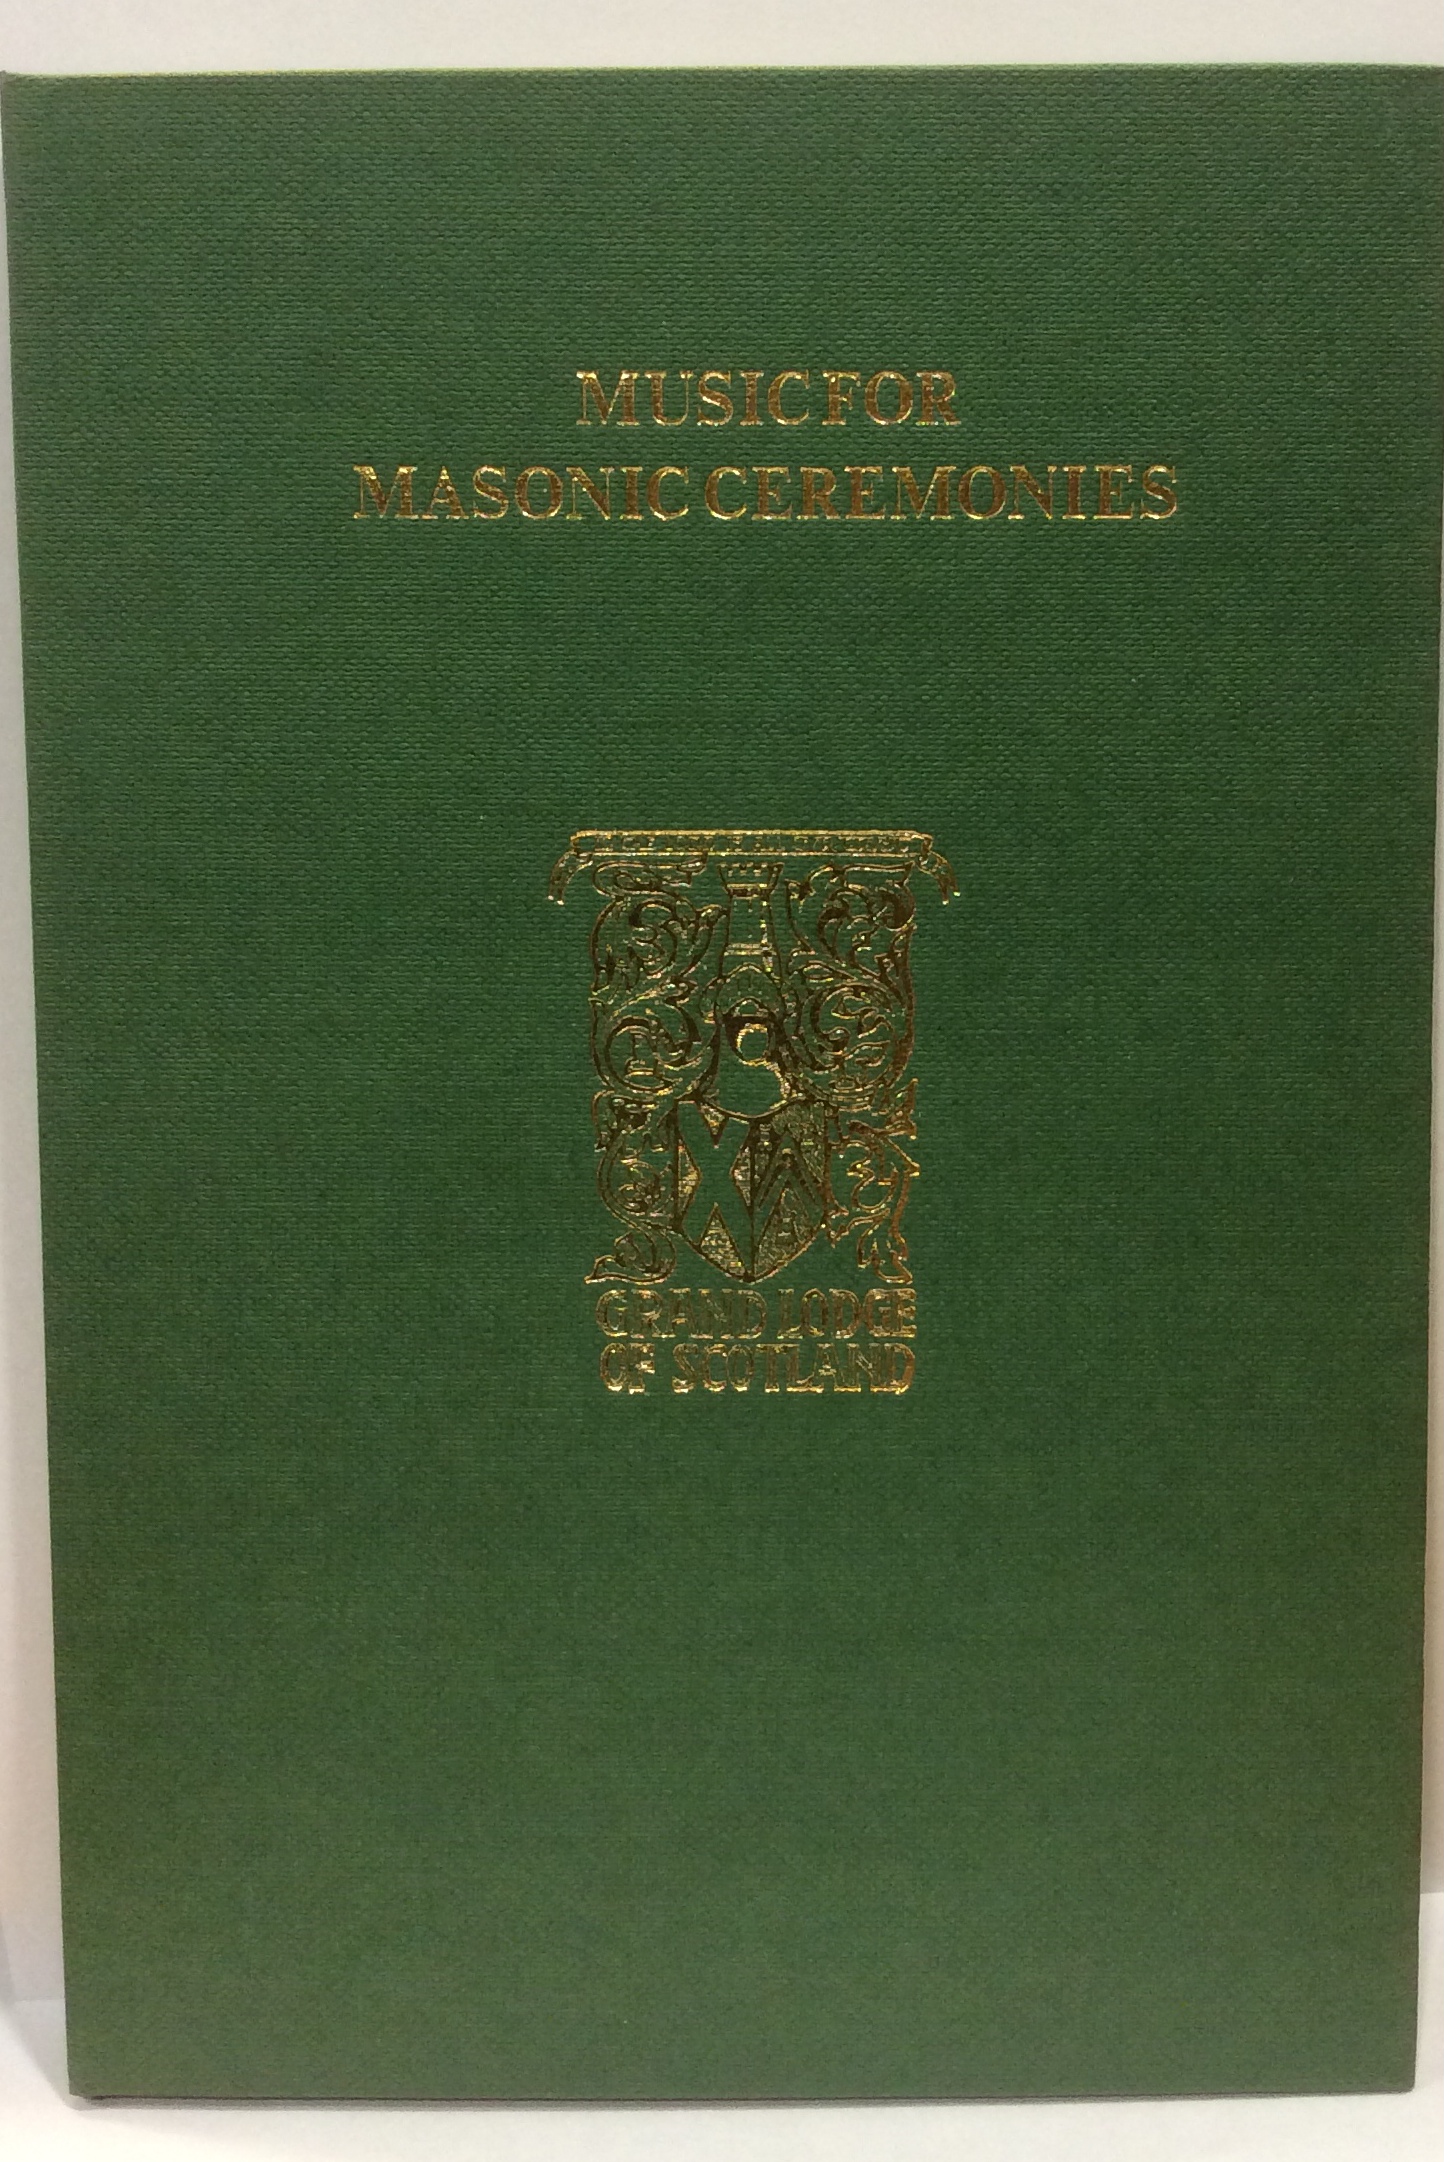 MUSIC FOR
MASONIC CEREMONIES
GRAND LODGE
OF SCOTLAND